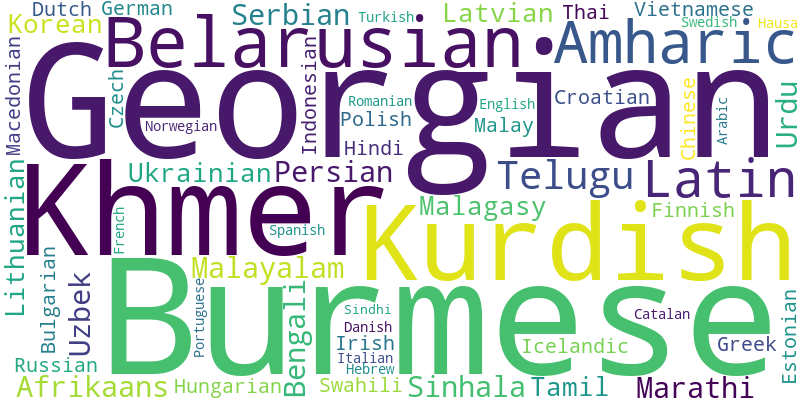 Dutch
German
Serbian
Turkish
Latvian
Thai
Vietnamese
Swedish
Hausa
Korean
Belarusian
Amharic
Macedonian
Georgian
Czech
Indonesian
Romanian
English
Croatian
Chinese
Arabic
Urdu
Norwegian
Polish
Malay
Hindi
Lithuanian
Khmer
Ukrainian
Persian
Telugu
Latin
French
Spanish
Malagasy
Finnish
Kurdish
Bulgarian
Uzbek
Malayalam
Portuguese
Burmese
Bengali
Sindhi
Danish
Catalan
Estonian
Irish
Icelandic
Greek
Russian
Italian
Hebrew
Afrikaans
Hungarian
Swahili
Sinhala
Tamil
Marathi